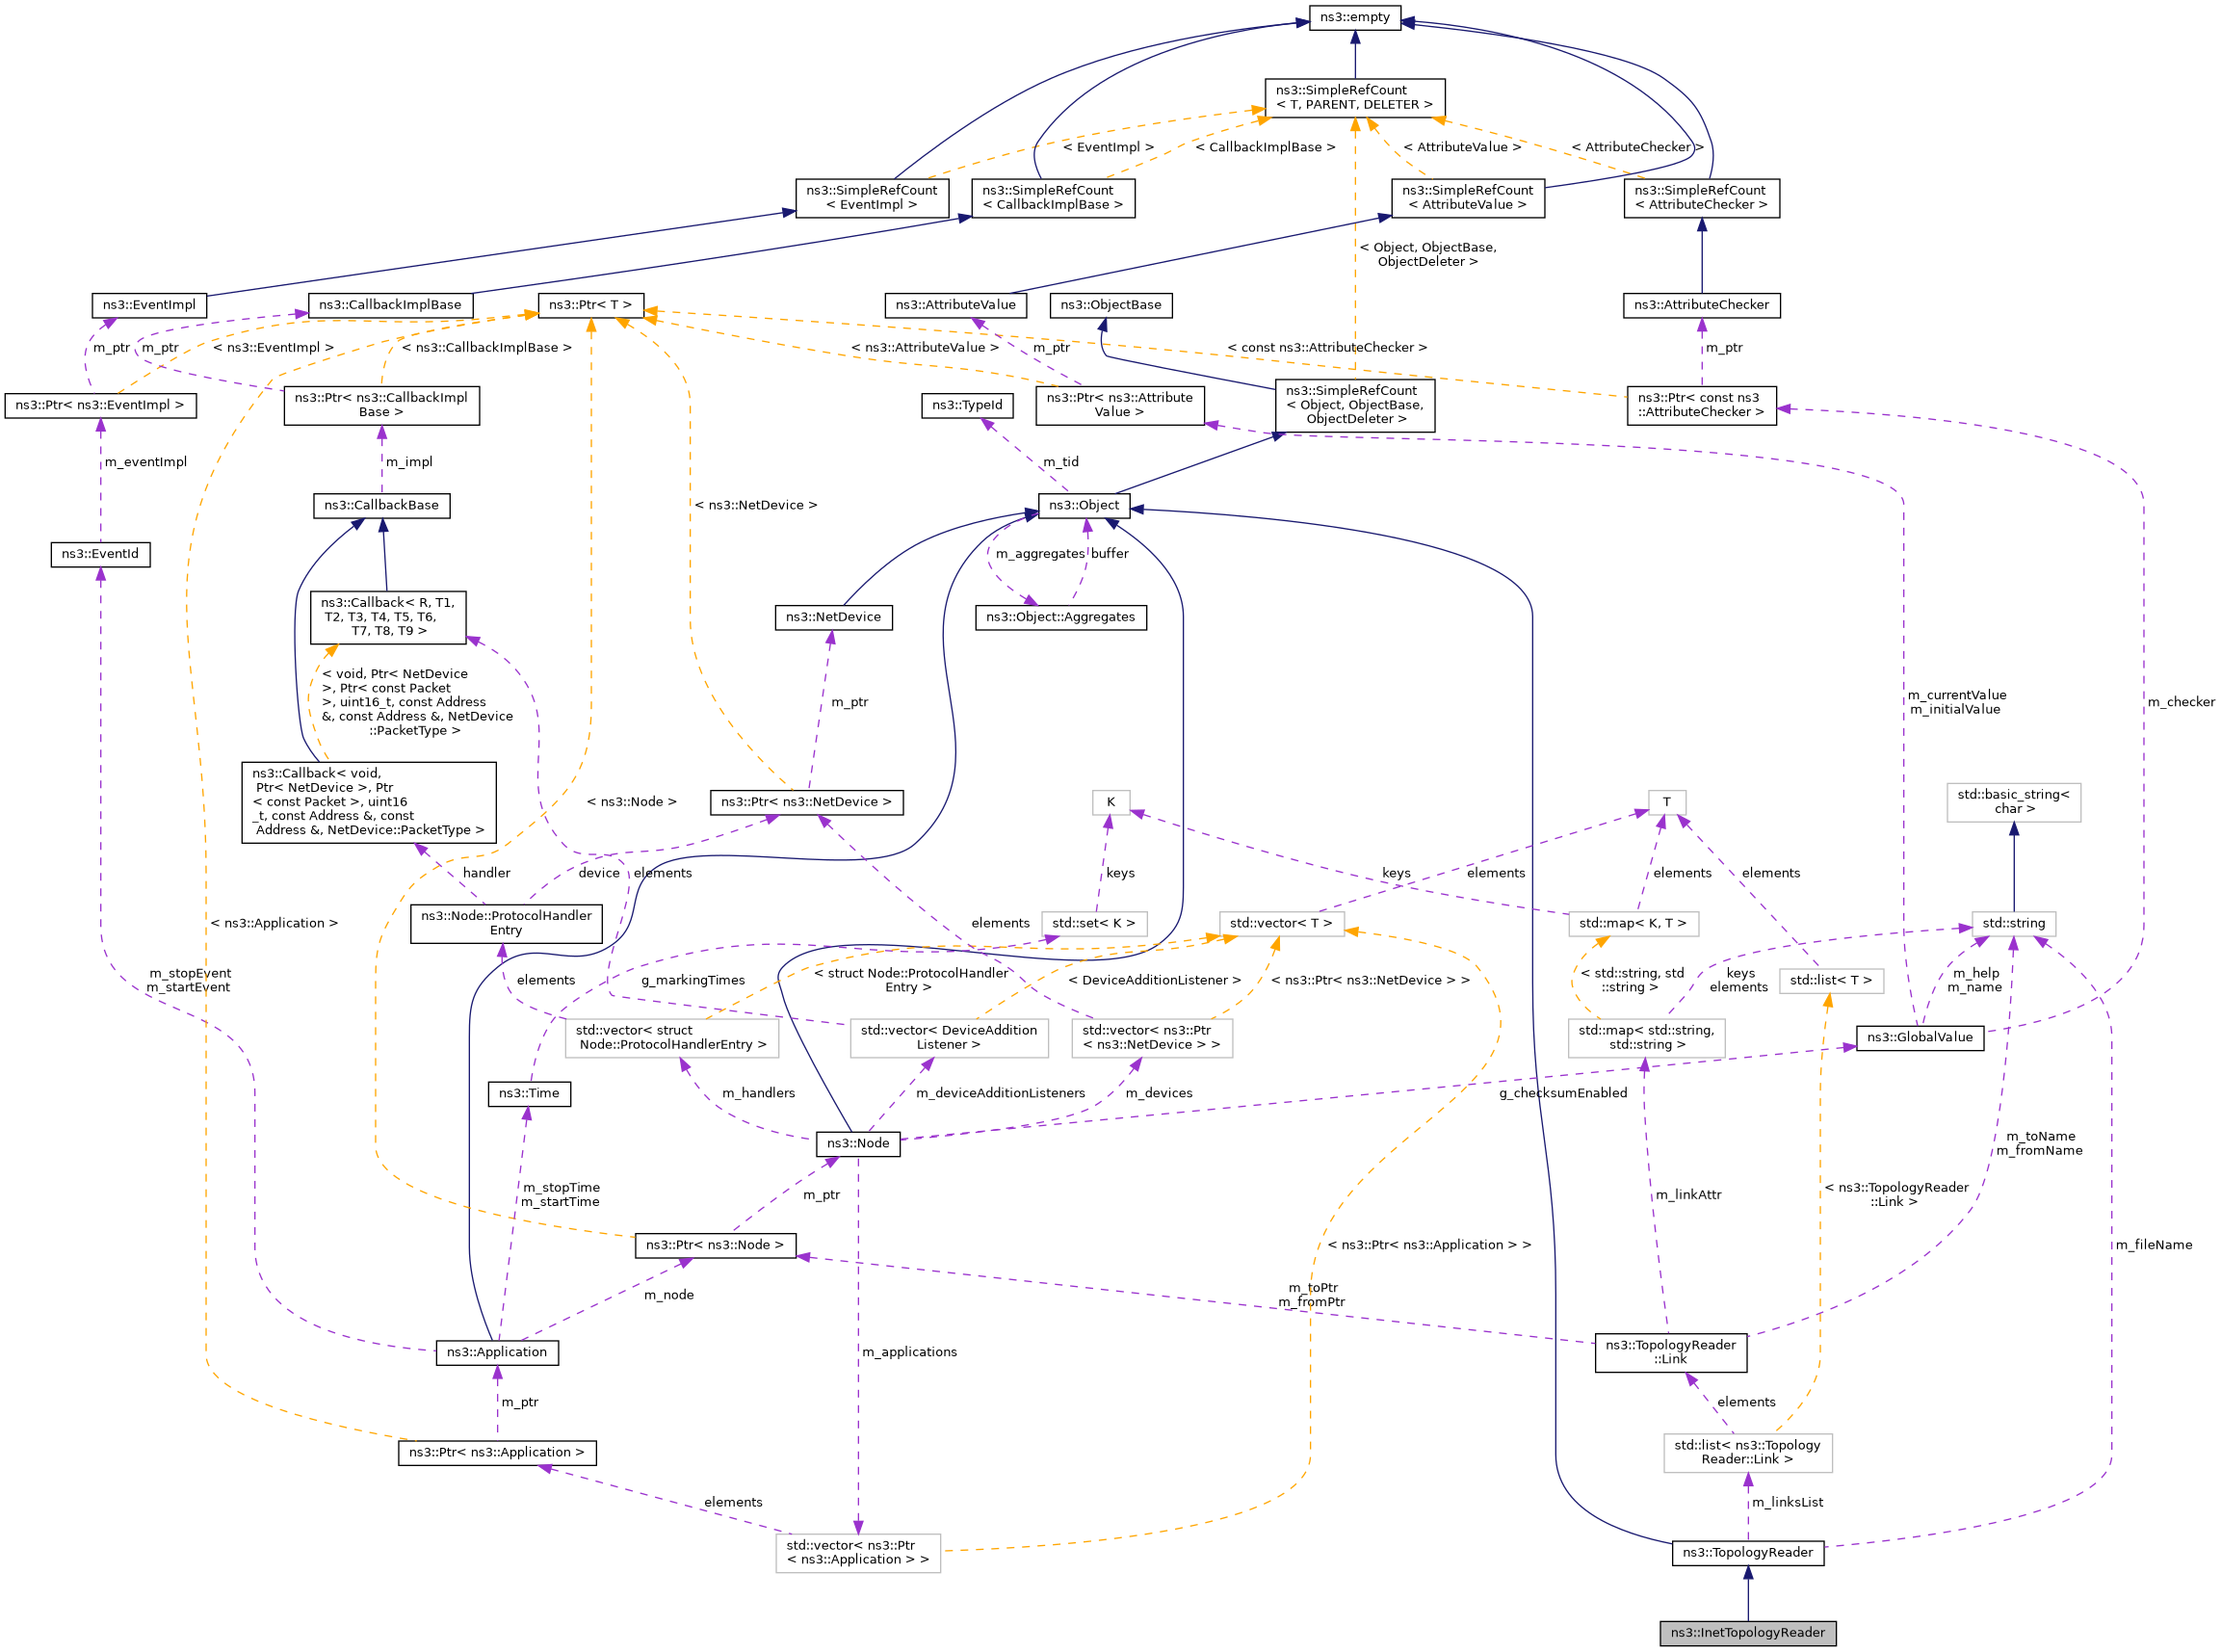 ns3::empty
ns3::SimpleRefCount
< T, PARENT, DELETER >
< EventImpl >
< CallbackImplBase >
< AttributeValue >
< AttributeChecker >
ns3::SimpleRefCount
< EventImpl >
ns3::SimpleRefCount
< CallbackImplBase >
ns3::SimpleRefCount
< AttributeValue >
ns3::SimpleRefCount
< AttributeChecker >
< Object, ObjectBase,
ObjectDeleter >
ns3::EventImpl
ns3::CallbackImplBase
ns3::Ptr< T >
ns3::AttributeValue
ns3::ObjectBase
ns3::AttributeChecker
m_ptr
m_ptr
< ns3::EventImpl >
< ns3::CallbackImplBase >
< ns3::AttributeValue >
m_ptr
< const ns3::AttributeChecker >
m_ptr
ns3::Ptr< ns3::EventImpl >
ns3::Ptr< ns3::CallbackImpl
Base >
ns3::TypeId
ns3::Ptr< ns3::Attribute
Value >
ns3::SimpleRefCount
< Object, ObjectBase,
ObjectDeleter >
ns3::Ptr< const ns3
::AttributeChecker >
m_eventImpl
m_impl
m_tid
ns3::CallbackBase
< ns3::NetDevice >
ns3::Object
ns3::EventId
m_aggregates
buffer
ns3::Callback< R, T1,
T2, T3, T4, T5, T6,
T7, T8, T9 >
ns3::NetDevice
ns3::Object::Aggregates
< void, Ptr< NetDevice
>, Ptr< const Packet
>, uint16_t, const Address
&, const Address &, NetDevice
::PacketType >
m_ptr
m_currentValue
m_initialValue
m_checker
ns3::Callback< void,
Ptr< NetDevice >, Ptr
< const Packet >, uint16
_t, const Address &, const
Address &, NetDevice::PacketType >
< ns3::Node >
ns3::Ptr< ns3::NetDevice >
K
T
std::basic_string<
char >
handler
device
elements
keys
keys
elements
elements
elements
< ns3::Application >
ns3::Node::ProtocolHandler
Entry
elements
std::set< K >
std::vector< T >
std::map< K, T >
std::string
m_stopEvent
m_startEvent
elements
g_markingTimes
< struct Node::ProtocolHandler
Entry >
< DeviceAdditionListener >
< ns3::Ptr< ns3::NetDevice > >
< std::string, std
::string >
keys
elements
std::list< T >
m_help
m_name
std::vector< struct
Node::ProtocolHandlerEntry >
std::vector< DeviceAddition
Listener >
std::vector< ns3::Ptr
< ns3::NetDevice > >
std::map< std::string,
std::string >
ns3::GlobalValue
ns3::Time
m_handlers
m_deviceAdditionListeners
m_devices
g_checksumEnabled
ns3::Node
m_toName
m_fromName
m_stopTime
m_startTime
m_ptr
m_linkAttr
< ns3::TopologyReader
::Link >
ns3::Ptr< ns3::Node >
< ns3::Ptr< ns3::Application > >
m_fileName
m_node
m_toPtr
m_fromPtr
ns3::Application
m_applications
ns3::TopologyReader
::Link
m_ptr
elements
ns3::Ptr< ns3::Application >
std::list< ns3::Topology
Reader::Link >
elements
m_linksList
std::vector< ns3::Ptr
< ns3::Application > >
ns3::TopologyReader
ns3::InetTopologyReader